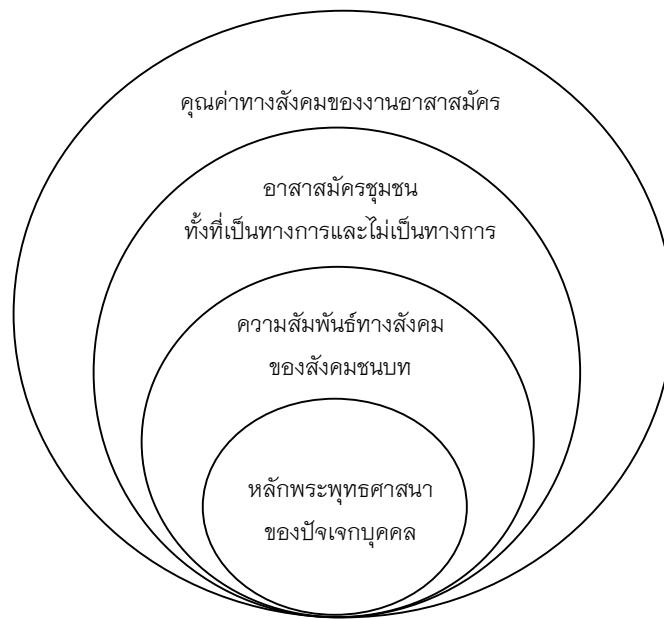 คุณค่าทางสังคมของงานอาสาสมัคร
อาสาสมัครชุมชน
ทั้งที่เป็นทางการและไม่เป็นทางการ
ความสัมพันธ์ทางสังคม
ของสังคมชนบท
หลักพระพุทธศาสนา
ของปัจเจกบุคคล